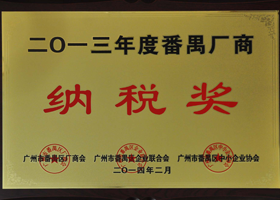 二〇一三年度番禺厂商
纳税奖
广州市番禺区厂商会 广州市番禺区企业联合会 广州市番禺区中小企业协会
二〇一四年二月